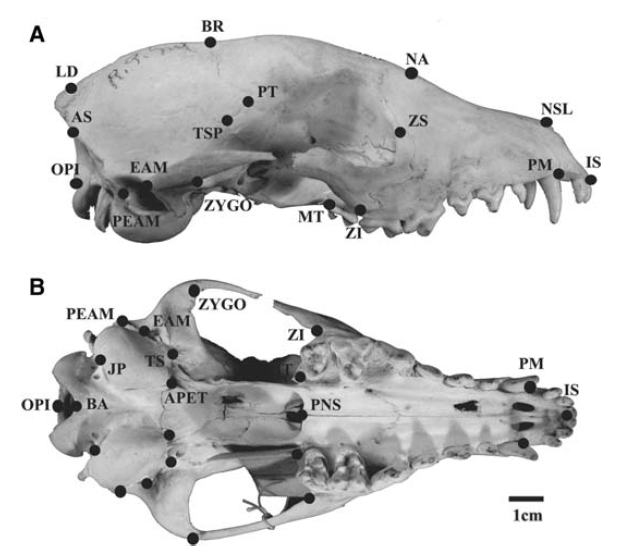 A
BR
NA
LD
PT
NSL
AS
TSP
ZS
OPI
EAM
PM
IS
PEAM
ZYGO
MT
ZI
B
ZYGO
PEAM
EAM
ZI
TS
JP
T
PM
IS
APET
OPI
BA
PNS
1cm